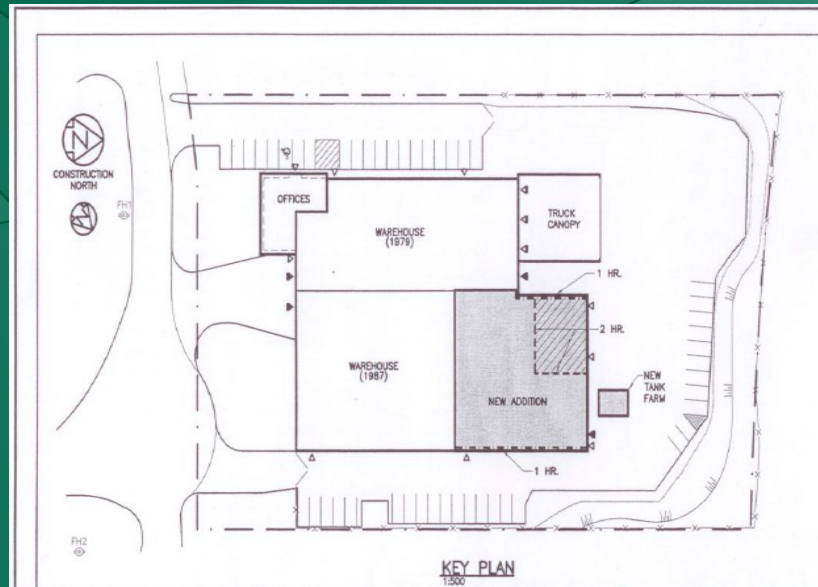 N
CONSTRUCTION
NORTH
FH1
OFFICES
WAREHOUSE
(1979)
TRUCK
CANOPY
1 HR.
2 HR.
WAREHOUSE
(1987)
NEW ADDITION
NEW
TANK
FARM
1 HR.
FH2
KEY PLAN
1:500